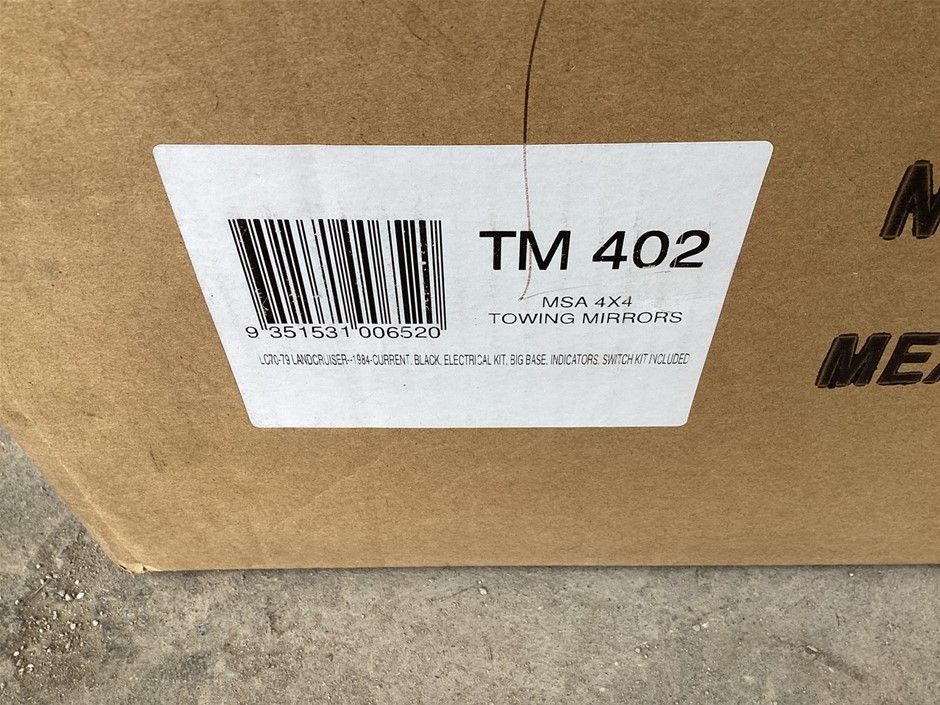 TM 402
MSA 4X4
TOWING MIRRORS
9 351531 006520
LC70-79 LANDCRUISER--1984-CURRENT, BLACK, ELECTRICAL KIT, BIG BASE, INDICATORS, SWITCH KIT INCLUDED